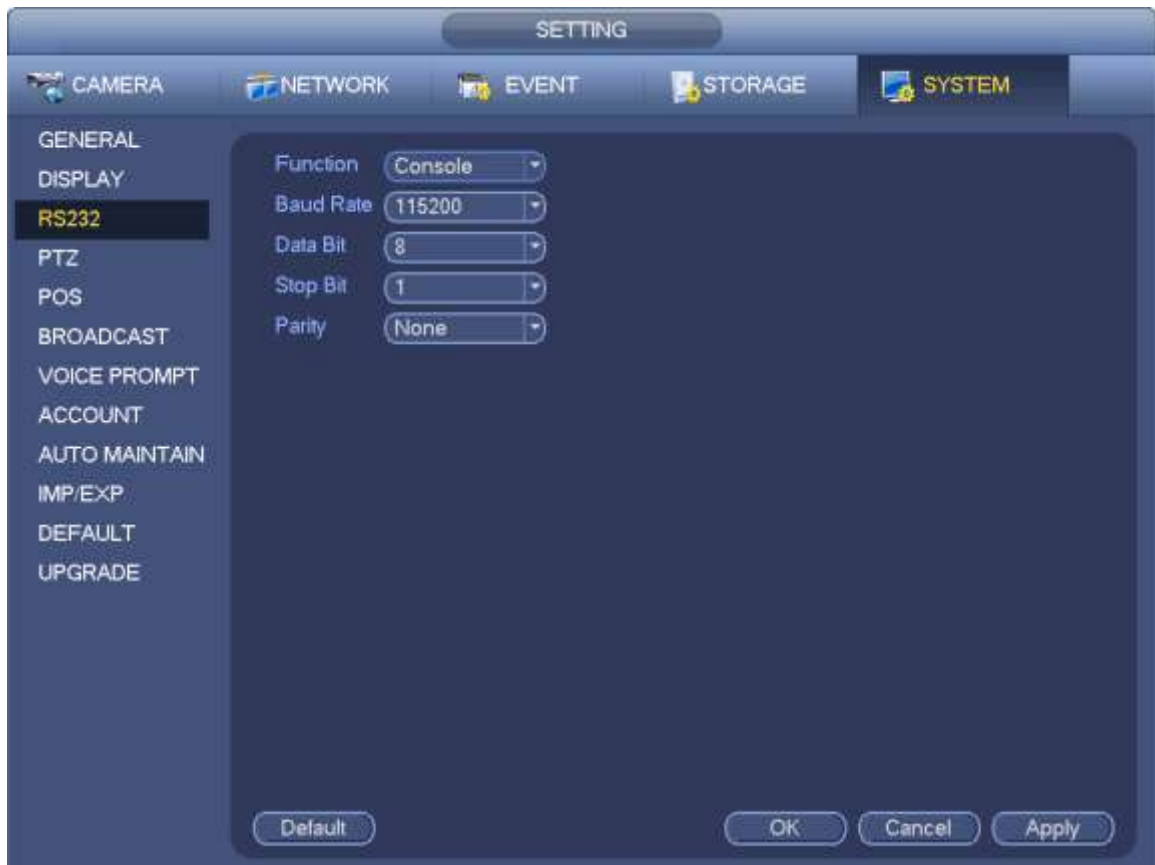 SETTING
CAMERA NETWORK EVENT STORAGE SYSTEM
GENERAL
DISPLAY
RS232
PTZ
POS
BROADCAST
VOICE PROMPT
ACCOUNT
AUTO MAINTAIN
IMP/EXP
DEFAULT
UPGRADE
Function Console
Baud Rate 115200
Data Bit 8
Stop Bit 1
Parity None
Default OK Cancel Apply